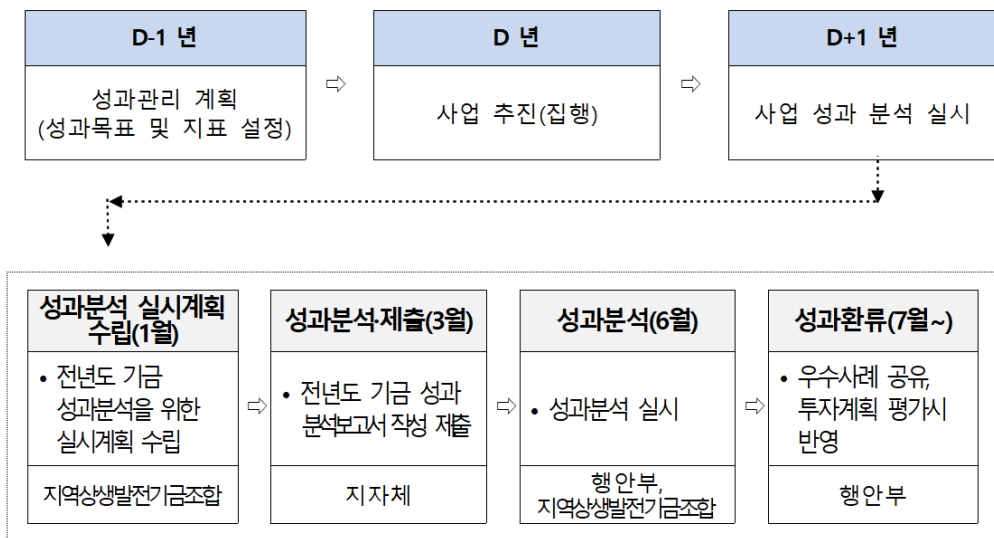 D-1 년
성과관리 계획
(성과목표 및 지표 설정)
⇨
D 년
사업 추진(집행)
⇨
D+1 년
사업 성과 분석 실시
성과분석 실시계획
수립(1월)
• 전년도 기금
성과분석을 위한
실시계획 수립
지역상생발전기금조합
⇨
성과분석·제출(3월)
• 전년도 기금 성과
분석보고서 작성 제출
지자체
⇨
성과분석(6월)
• 성과분석 실시
행안부,
지역상생발전기금조합
⇨
성과환류(7월~)
• 우수사례 공유,
투자계획 평가시
반영
행안부